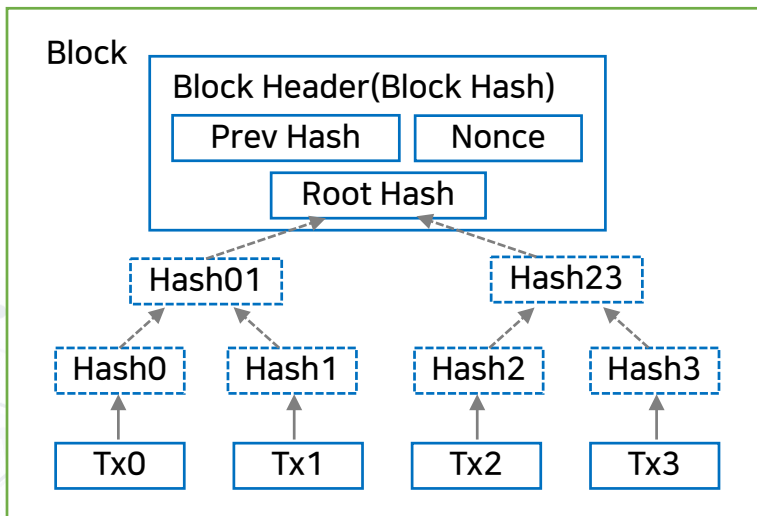 Block
Block Header(Block Hash)
Prev Hash Nonce
Root Hash
Hash01 Hash23
Hash0 Hash1 Hash2 Hash3
Tx0 Tx1 Tx2 Tx3